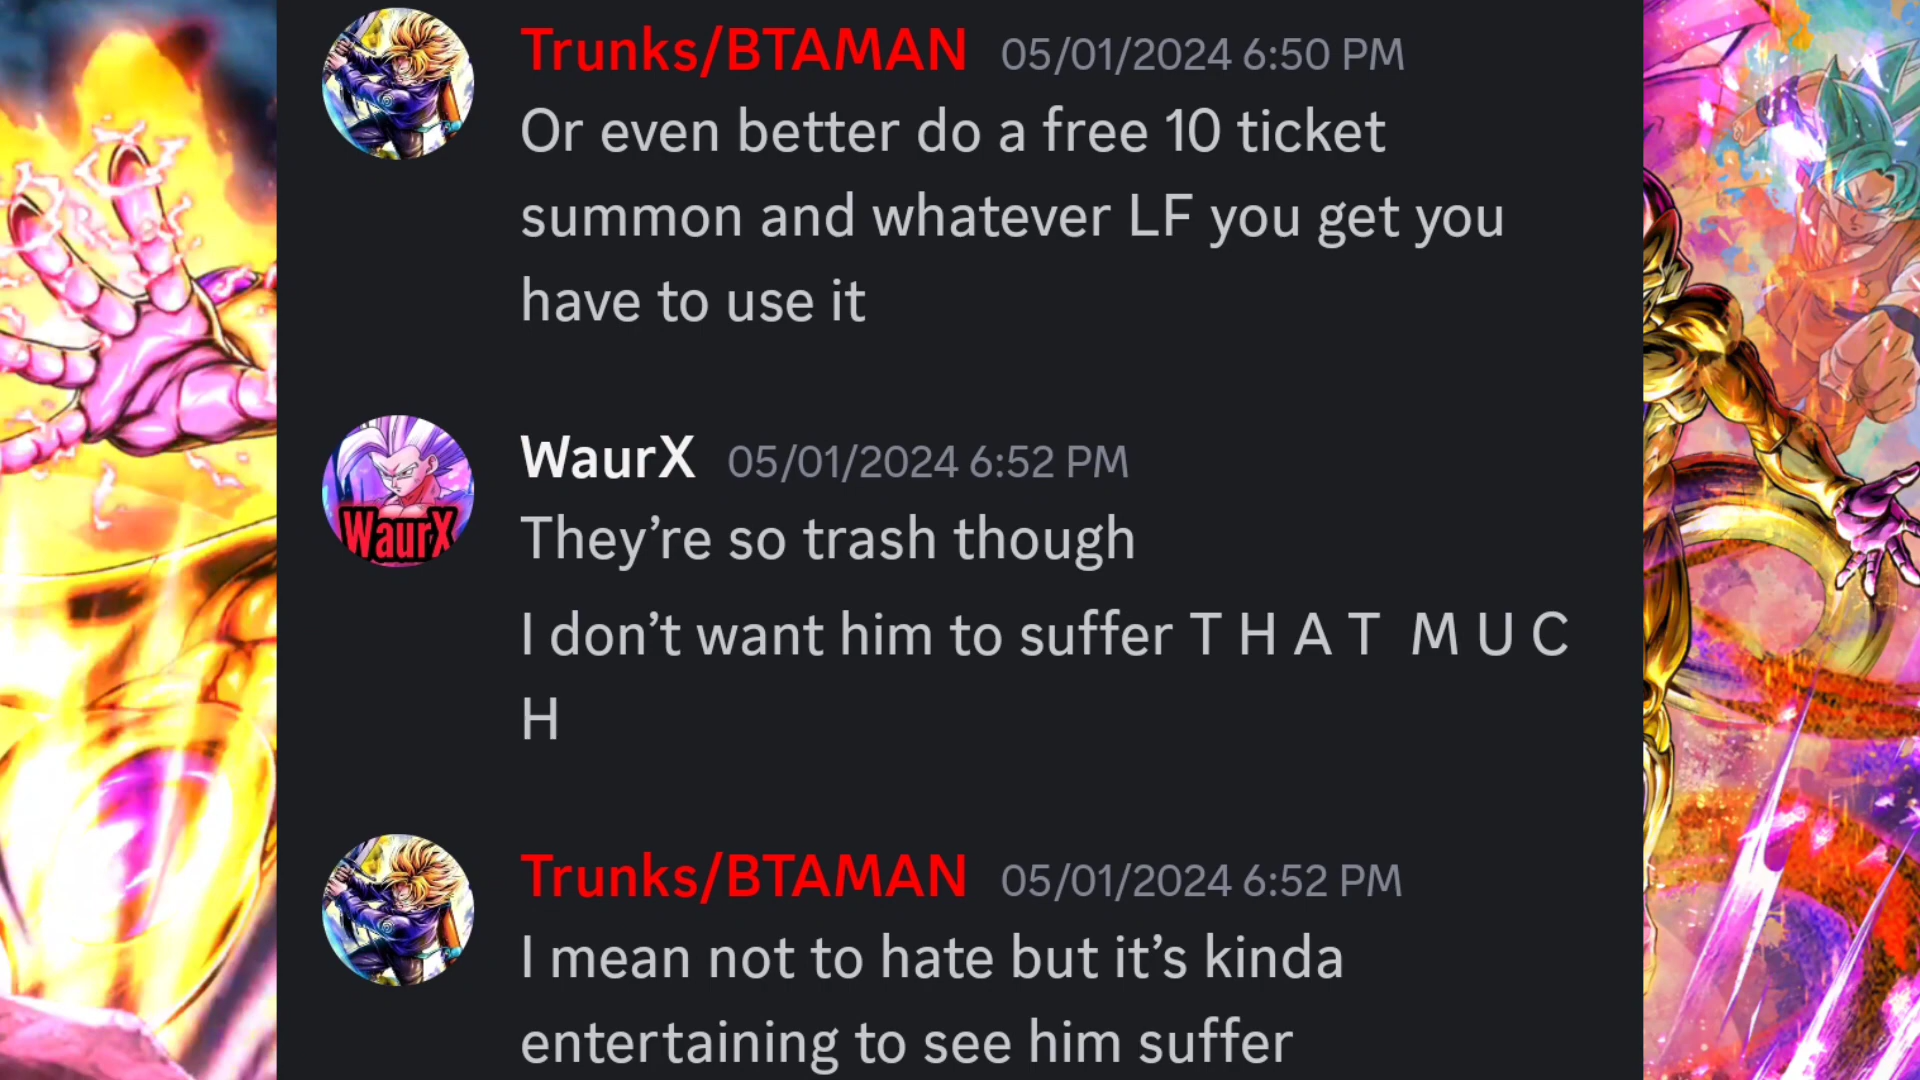 Trunks/BTAMAN 05/01/2024 6:50 PM
Or even better do a free 10 ticket
summon and whatever LF you get you
have to use it
WaurX 05/01/2024 6:52 PM
WaurX
They’re so trash though
I don’t want him to suffer T H A T  M U C
H
Trunks/BTAMAN 05/01/2024 6:52 PM
I mean not to hate but it’s kinda
entertaining to see him suffer